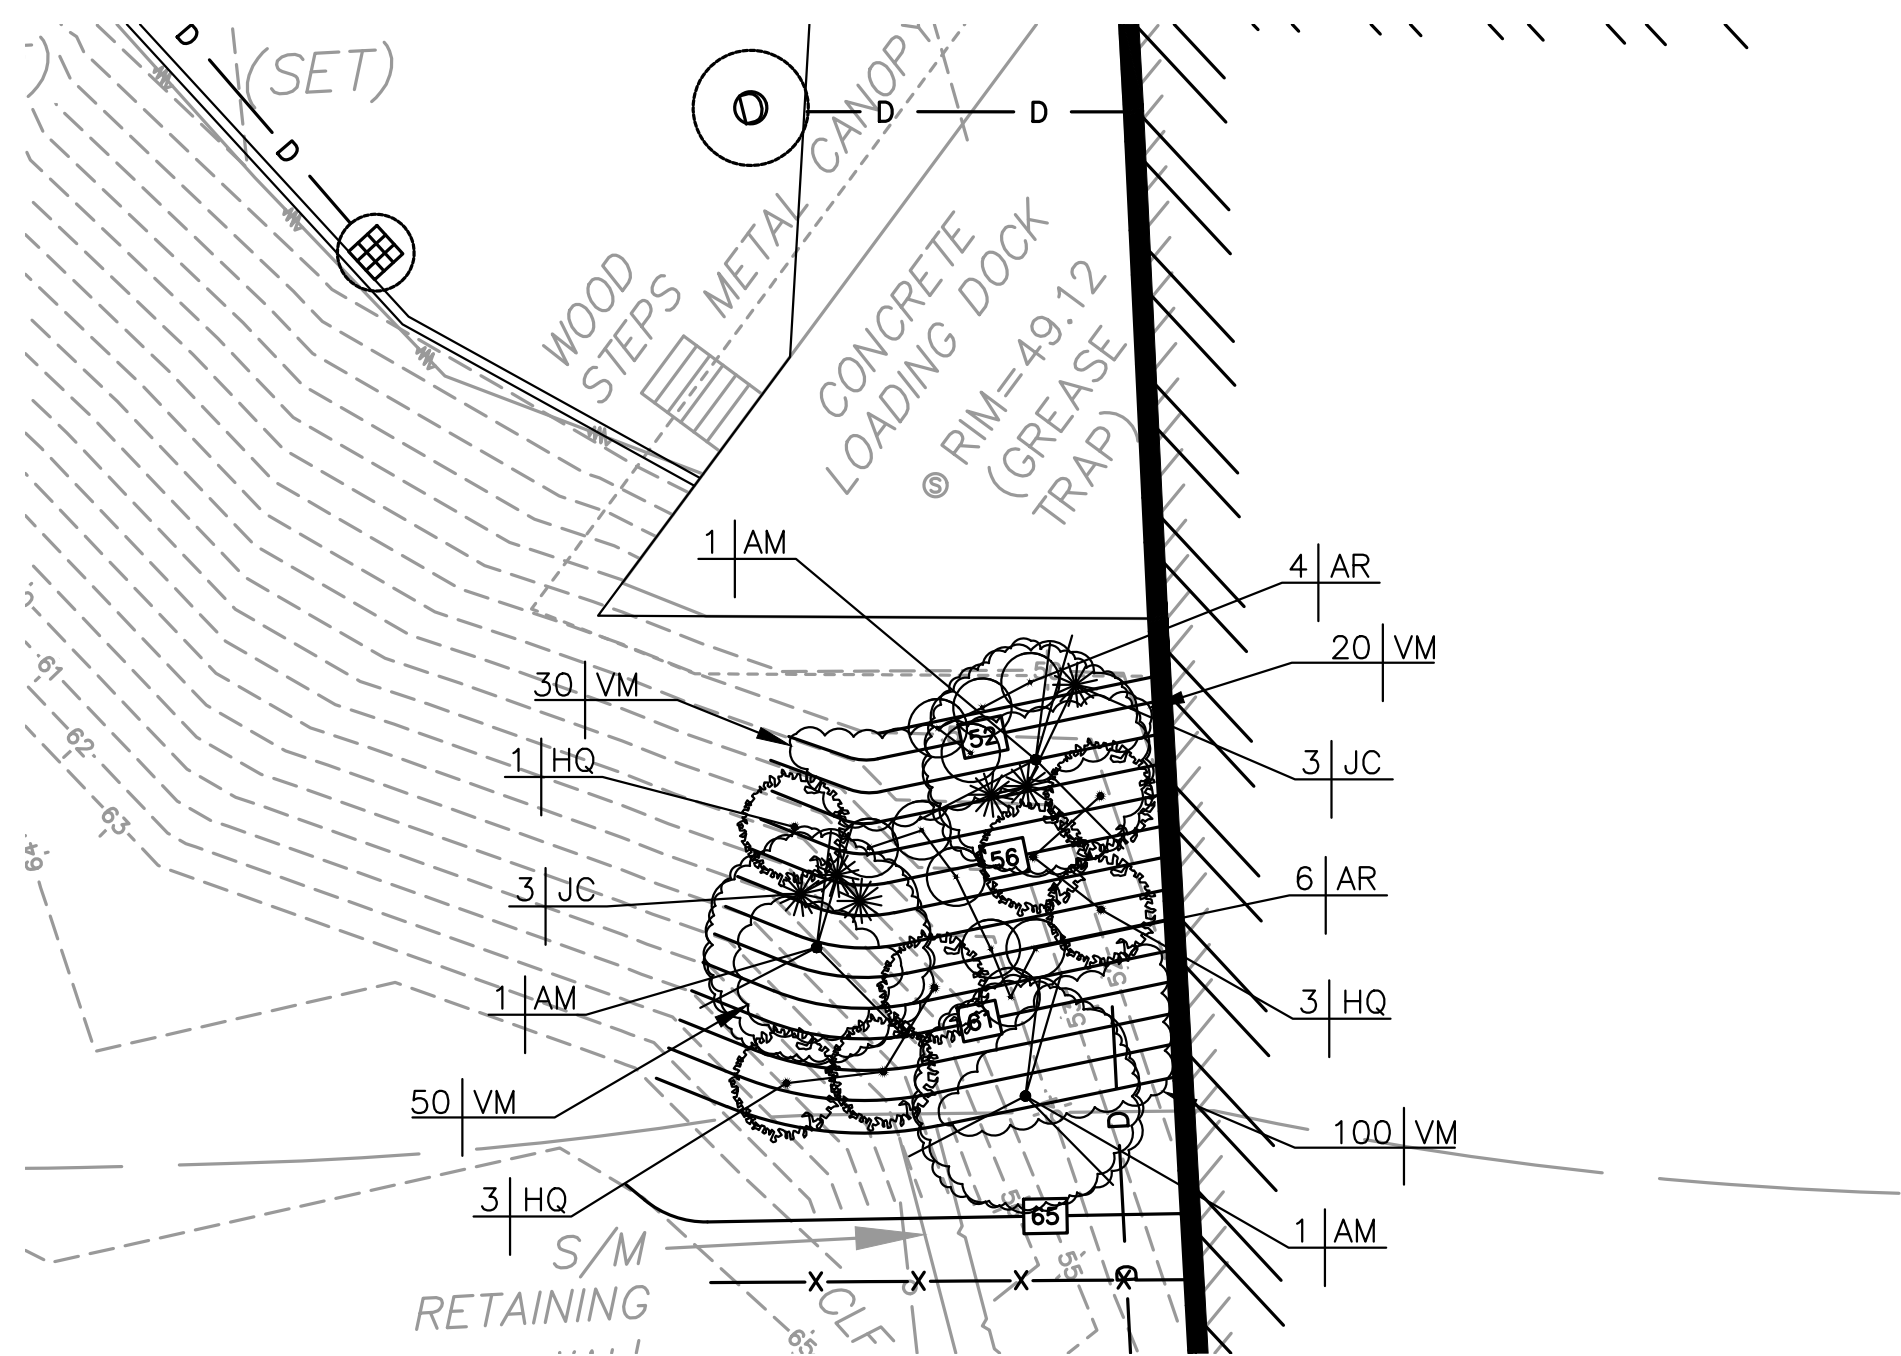 D
)
(SET)
D
D
D
D
METAL CANOPY
WOOD
STEPS
CONCRETE
LOADING DOCK
S RIM=49.12
(GREASE
TRAP)
1 AM
4 AR
20 VM
30 VM
52
1 HQ
3 JC
61
62
63
64
56
3 JC
6 AR
1 AM
61
3 HQ
50 VM
D
100 VM
3 HQ
65
1 AM
S/M
RETAINING
WALL
55
X X X X
D
CLF
65